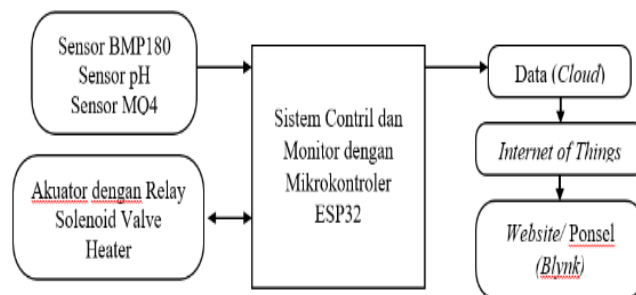 Sensor BMP180
Sensor pH
Sensor MQ4
Akuator dengan Relay
Solenoid Valve
Heater
Sistem Contril dan
Monitor dengan
Mikrokontroler
ESP32
Data (Cloud)
Internet of Things
Website/ Ponsel
(Blynk)